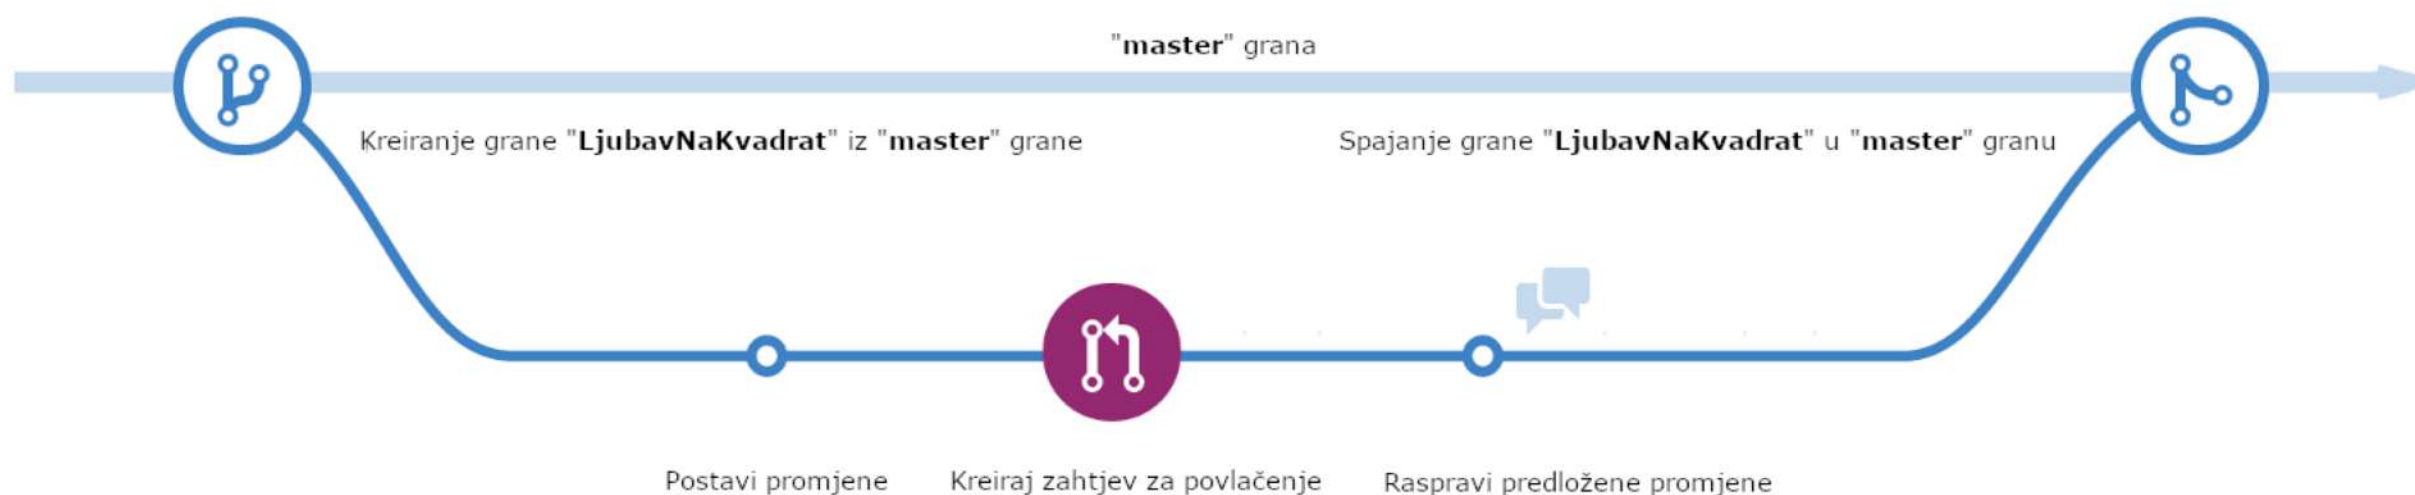 "master" grana
Kreiranje grane "LjubavNaKvadrat" iz "master" grane
Spajanje grane "LjubavNaKvadrat" u "master" granu
Postavi promjene
Kreiraj zahtjev za povlačenje
Raspravi predložene promjene